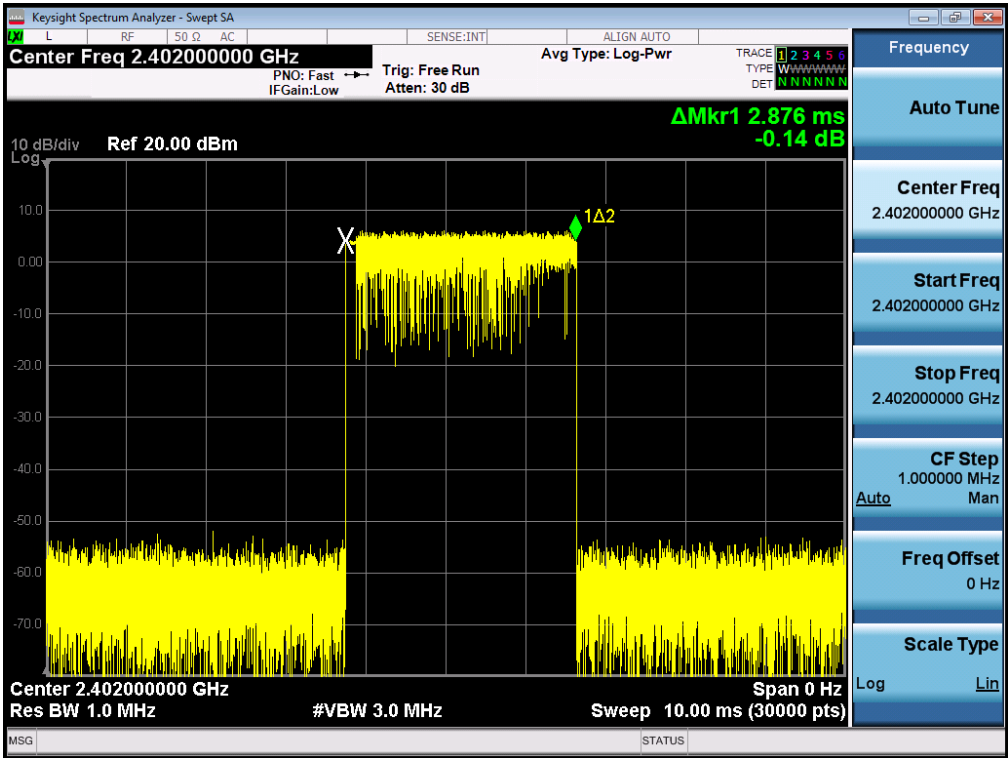 Keysight Spectrum Analyzer - Swept SA
LXI L RF 50 Ω AC SENSE:INT ALIGN AUTO
Center Freq 2.402000000 GHz
PNO: Fast
IFGain:Low
Trig: Free Run
Atten: 30 dB
Avg Type: Log-Pwr
TRACE 1 2 3 4 5 6
TYPE WWWWWW
DET N N N N N N
ΔMkr1 2.876 ms
-0.14 dB
10 dB/div Ref 20.00 dBm
Log
10.0
0.00
-10.0
-20.0
-30.0
-40.0
-50.0
-60.0
-70.0
1Δ2
Center 2.402000000 GHz Span 0 Hz
Res BW 1.0 MHz #VBW 3.0 MHz Sweep 10.00 ms (30000 pts)
MSG STATUS
Frequency
Auto Tune
Center Freq
2.402000000 GHz
Start Freq
2.402000000 GHz
Stop Freq
2.402000000 GHz
CF Step
1.000000 MHz
Auto Man
Freq Offset
0 Hz
Scale Type
Log Lin